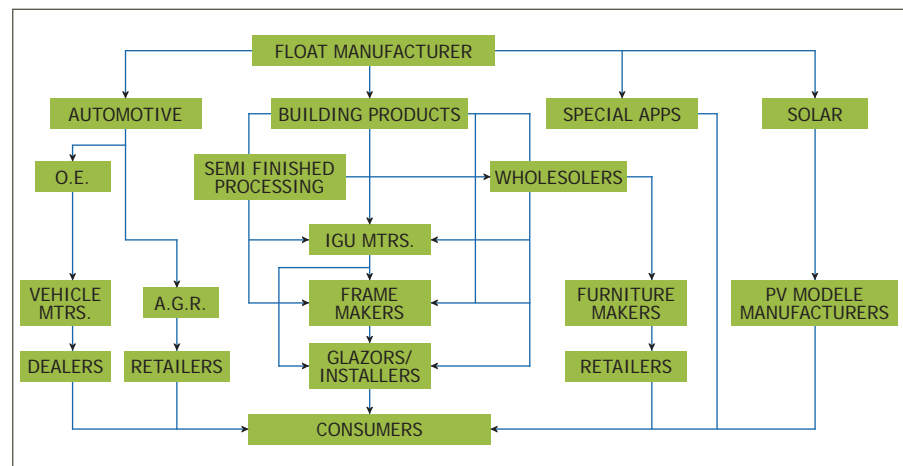 FLOAT MANUFACTURER
AUTOMOTIVE
BUILDING PRODUCTS
SPECIAL APPS
SOLAR
O.E.
SEMI FINISHED
PROCESSING
WHOLESOLERS
IGU MTRS.
VEHICLE
MTRS.
A.G.R.
FRAME
MAKERS
FURNITURE
MAKERS
PV MODELE
MANUFACTURERS
DEALERS
RETAILERS
GLAZORS/
INSTALLERS
RETAILERS
CONSUMERS